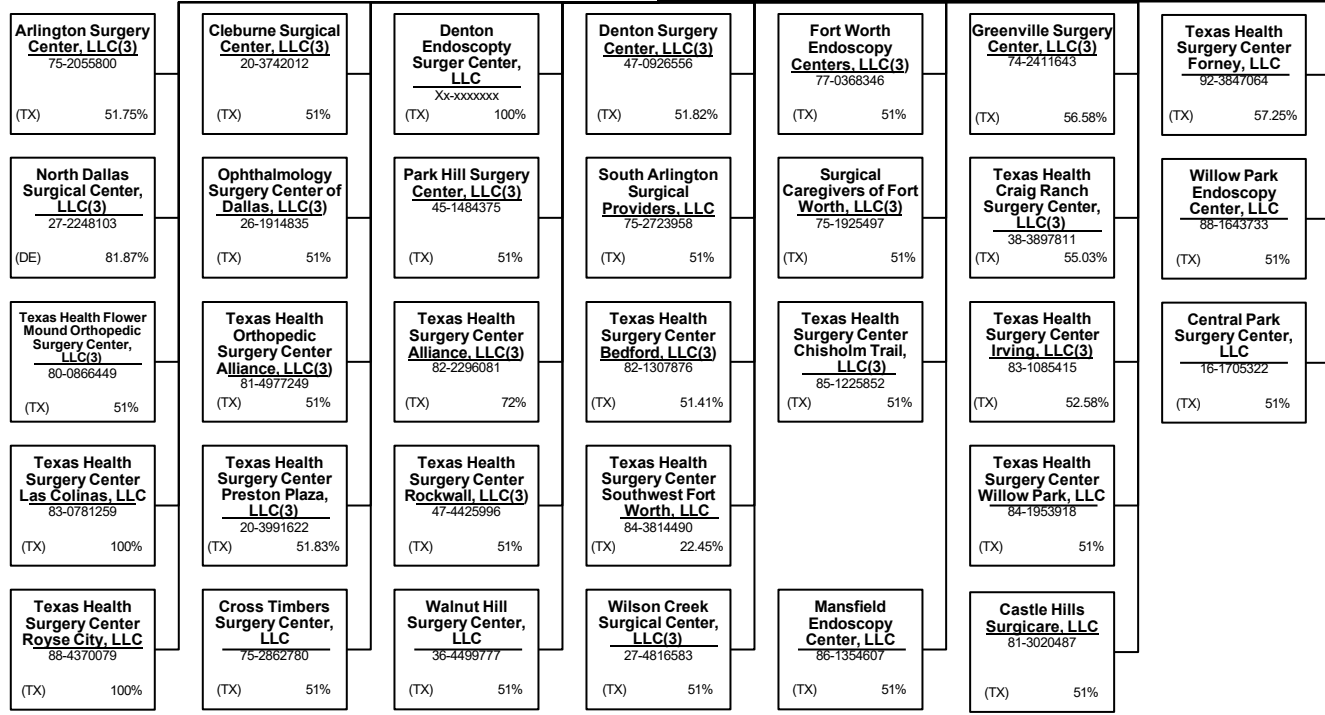 Arlington Surgery
Center, LLC(3)
75-2055800
(TX) 51.75%
Cleburne Surgical
Center, LLC(3)
20-3742012
(TX) 51%
Denton
Endoscopty
Surger Center,
LLC
Xx-xxxxxxx
(TX) 100%
Denton Surgery
Center, LLC(3)
47-0926556
(TX) 51.82%
Fort Worth
Endoscopy
Centers, LLC(3)
77-0368346
(TX) 51%
Greenville Surgery
Center, LLC(3)
74-2411643
(TX) 56.58%
Texas Health
Surgery Center
Forney, LLC
92-3847064
(TX) 57.25%
North Dallas
Surgical Center,
LLC(3)
27-2248103
(DE) 81.87%
Ophthalmology
Surgery Center of
Dallas, LLC(3)
26-1914835
(TX) 51%
Park Hill Surgery
Center, LLC(3)
45-1484375
(TX) 51%
South Arlington
Surgical
Providers, LLC
75-2723958
(TX) 51%
Surgical
Caregivers of Fort
Worth, LLC(3)
75-1925497
(TX) 51%
Texas Health
Craig Ranch
Surgery Center,
LLC(3)
38-3897811
(TX) 55.03%
Willow Park
Endoscopy
Center, LLC
88-1643733
(TX) 51%
Texas Health Flower
Mound Orthopedic
Surgery Center,
LLC(3)
80-0866449
(TX) 51%
Texas Health
Orthopedic
Surgery Center
Alliance, LLC(3)
81-4977249
(TX) 51%
Texas Health
Surgery Center
Alliance, LLC(3)
82-2296081
(TX) 72%
Texas Health
Surgery Center
Bedford, LLC(3)
82-1307876
(TX) 51.41%
Texas Health
Surgery Center
Chisholm Trail,
LLC(3)
85-1225852
(TX) 51%
Texas Health
Surgery Center
Irving, LLC(3)
83-1085415
(TX) 52.58%
Central Park
Surgery Center,
LLC
16-1705322
(TX) 51%
Texas Health
Surgery Center
Las Colinas, LLC
83-0781259
(TX) 100%
Texas Health
Surgery Center
Preston Plaza,
LLC(3)
20-3991622
(TX) 51.83%
Texas Health
Surgery Center
Rockwall, LLC(3)
47-4425996
(TX) 51%
Texas Health
Surgery Center
Southwest Fort
Worth, LLC
84-3814490
(TX) 22.45%
Texas Health
Surgery Center
Willow Park, LLC
84-1953918
(TX) 51%
Texas Health
Surgery Center
Royse City, LLC
88-4370079
(TX) 100%
Cross Timbers
Surgery Center,
LLC
75-2862780
(TX) 51%
Walnut Hill
Surgery Center,
LLC
36-4499777
(TX) 51%
Wilson Creek
Surgical Center,
LLC(3)
27-4816583
(TX) 51%
Mansfield
Endoscopy
Center, LLC
86-1354607
(TX) 51%
Castle Hills
Surgicare, LLC
81-3020487
(TX) 51%